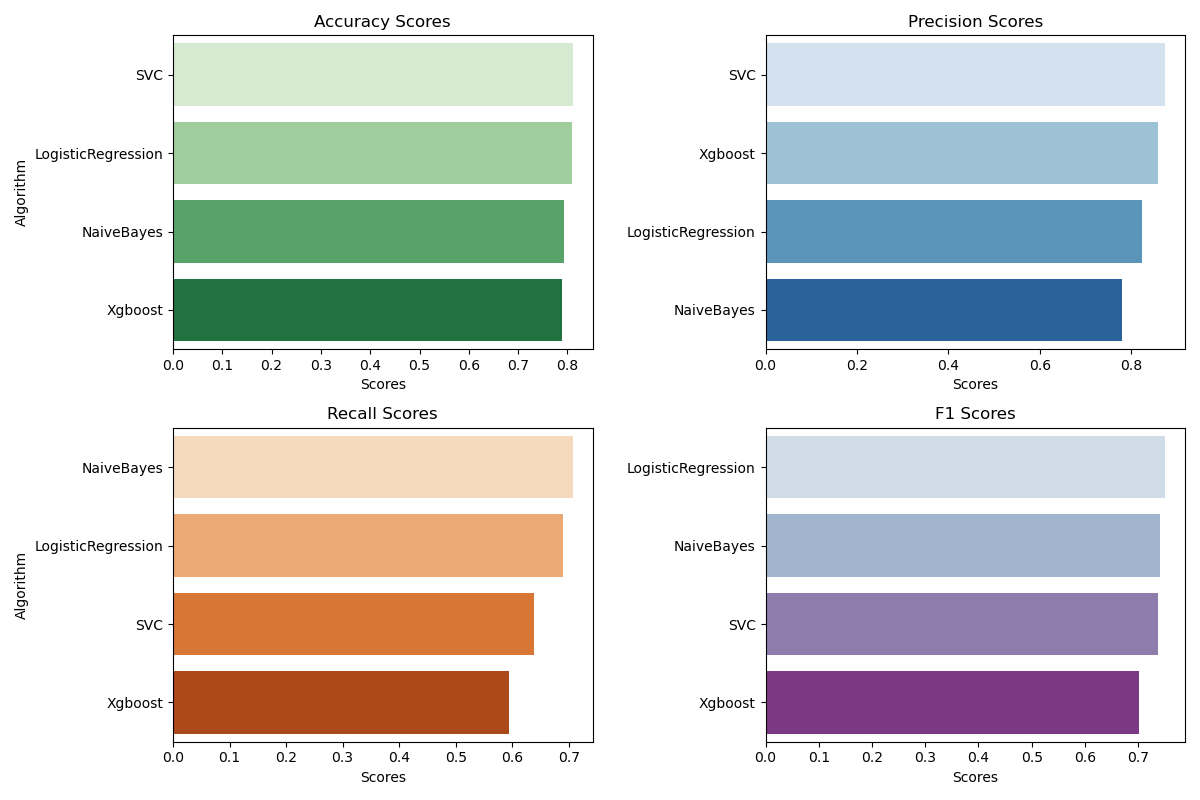 Accuracy Scores
Algorithm
SVC
LogisticRegression
NaiveBayes
Xgboost
0.0 0.1 0.2 0.3 0.4 0.5 0.6 0.7 0.8
Scores
Precision Scores
SVC
Xgboost
LogisticRegression
NaiveBayes
0.0 0.2 0.4 0.6 0.8
Scores
Recall Scores
Algorithm
NaiveBayes
LogisticRegression
SVC
Xgboost
0.0 0.1 0.2 0.3 0.4 0.5 0.6 0.7
Scores
F1 Scores
LogisticRegression
NaiveBayes
SVC
Xgboost
0.0 0.1 0.2 0.3 0.4 0.5 0.6 0.7
Scores